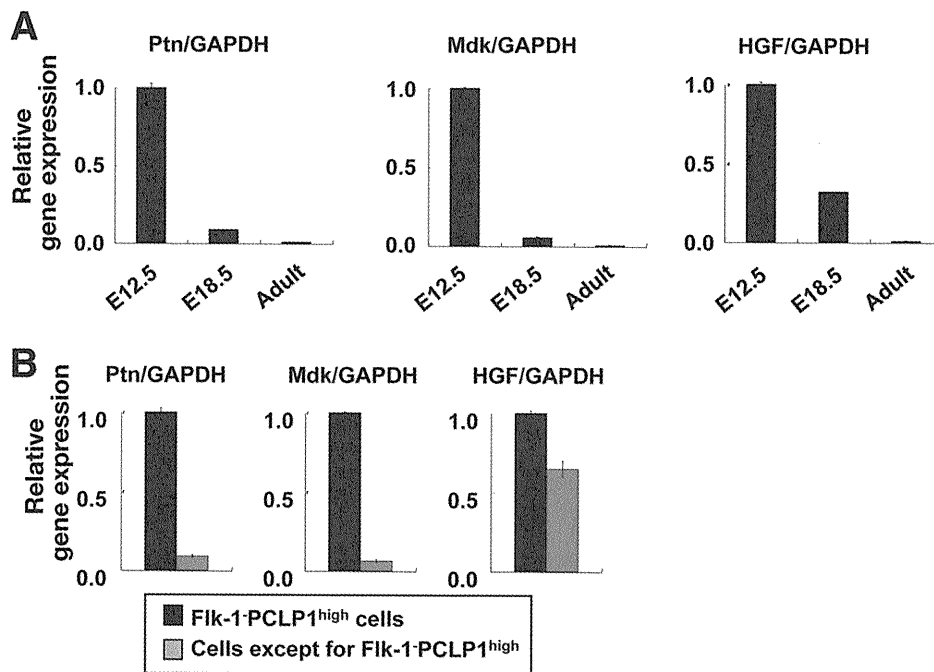 A
Ptn/GAPDH
Mdk/GAPDH
HGF/GAPDH
Relative
gene expression
1.0
0.5
0.0
E12.5
E18.5
Adult
1.0
0.5
0.0
E12.5
E18.5
Adult
1.0
0.5
0.0
E12.5
E18.5
Adult
B
Ptn/GAPDH
Mdk/GAPDH
HGF/GAPDH
Relative
gene expression
1.0
0.5
0.0
1.0
0.5
0.0
1.0
0.5
0.0
Flk-1⁻PCLP1ʰⁱᵍʰ cells
Cells except for Flk-1⁻PCLP1ʰⁱᵍʰ